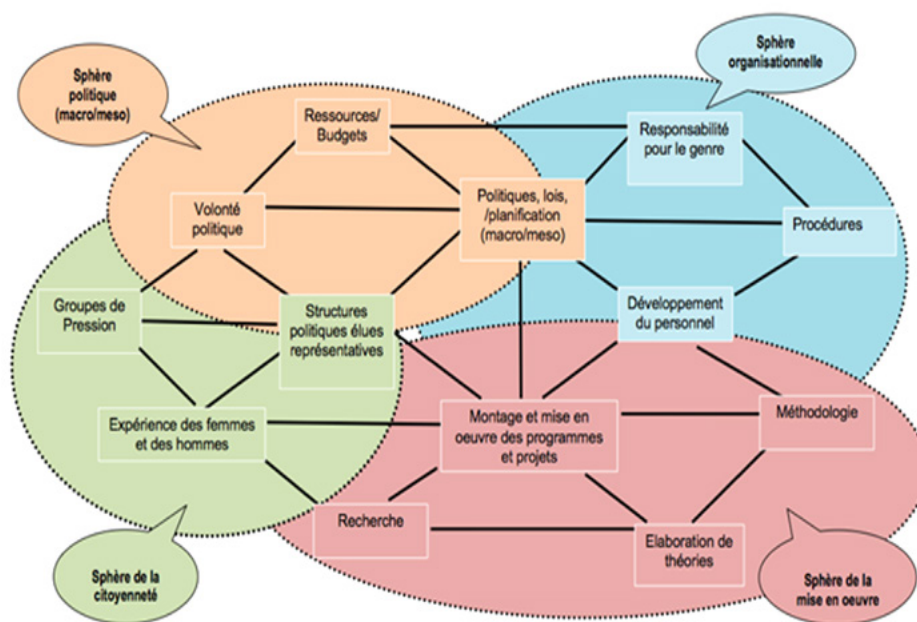 Sphère
organisationnelle
Sphère
politique
(macro/meso)
Ressources/
Budgets
Responsabilité
pour le genre
Volonté
politique
Politiques, lois,
/planification
(macro/meso)
Procédures
Groupes de
Pression
Structures
politiques élues
représentatives
Développement
du personnel
Expérience des femmes
et des hommes
Montage et mise en
oeuvre des programmes
et projets
Méthodologie
Recherche
Elaboration de
théories
Sphère de la
citoyenneté
Sphère de la
mise en oeuvre